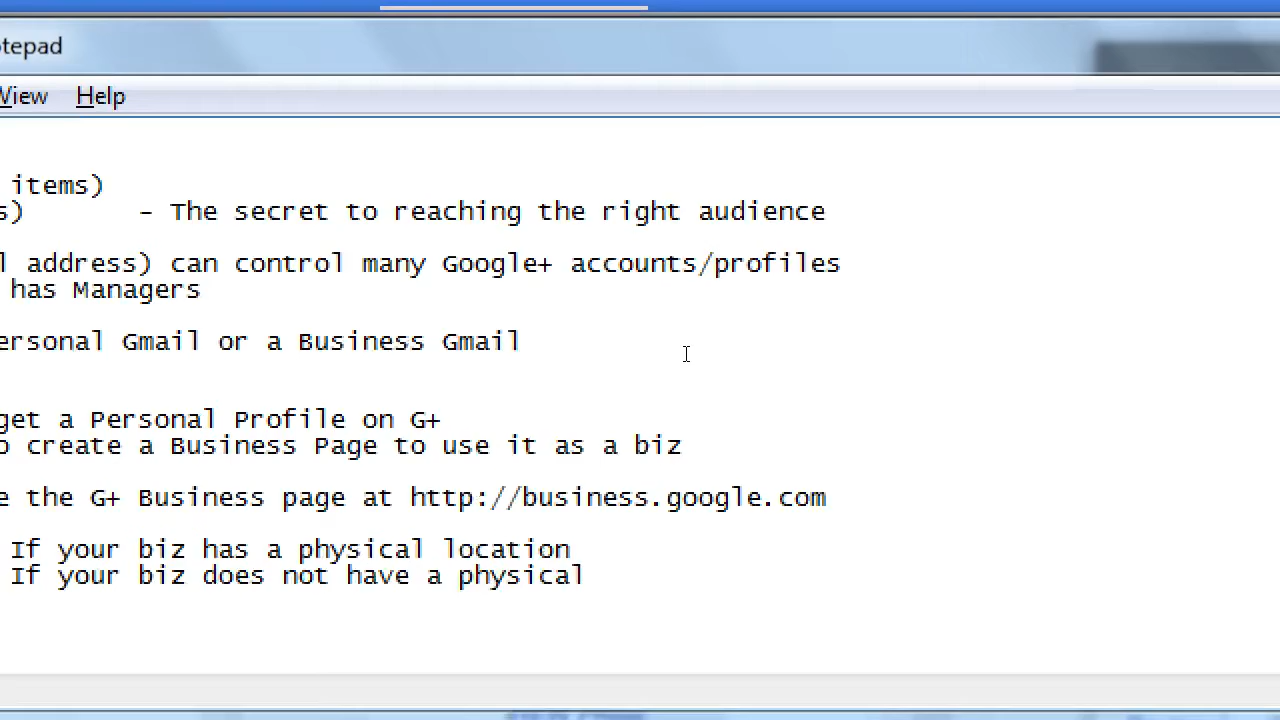 otepad
View Help
items)
s) - The secret to reaching the right audience
l address) can control many Google+ accounts/profiles
has Managers
ersonal Gmail or a Business Gmail
get a Personal Profile on G+
o create a Business Page to use it as a biz
e the G+ Business page at http://business.google.com
If your biz has a physical location
If your biz does not have a physical